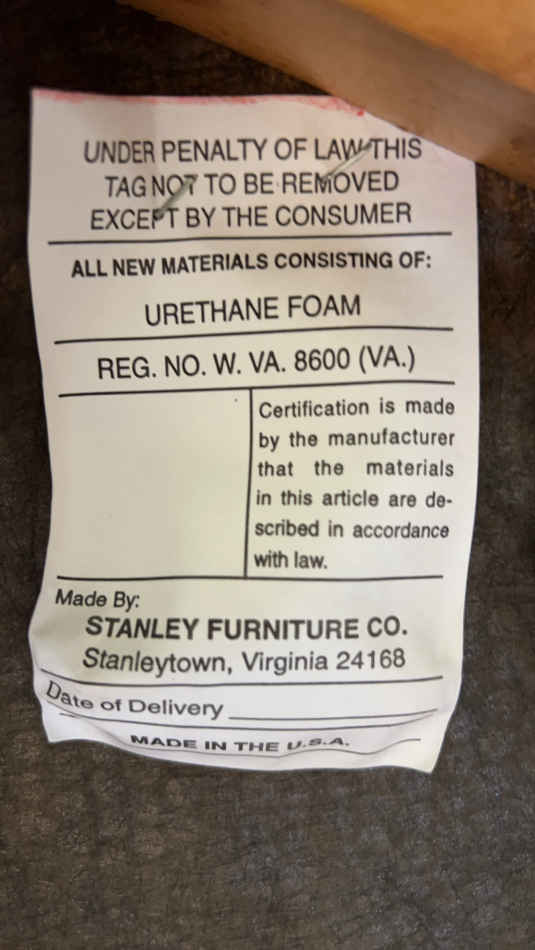 UNDER PENALTY OF LAW THIS
TAG NOT TO BE REMOVED
EXCEPT BY THE CONSUMER
ALL NEW MATERIALS CONSISTING OF:
URETHANE FOAM
REG. NO. W. VA. 8600 (VA.)
Certification is made
by the manufacturer
that the materials
in this article are de-
scribed in accordance
with law.
Made By:
STANLEY FURNITURE CO.
Stanleytown, Virginia 24168
Date of Delivery
MADE IN THE U.S.A.